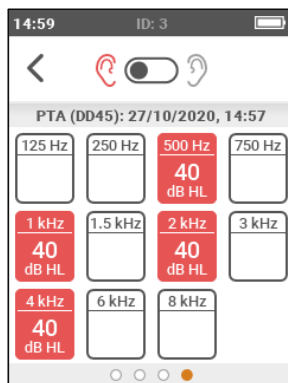 14:59 ID: 3
PTA (DD45): 27/10/2020, 14:57
125 Hz 250 Hz 500 Hz 750 Hz
40
dB HL
1 kHz 1.5 kHz 2 kHz 3 kHz
40 40
dB HL dB HL
4 kHz 6 kHz 8 kHz
40
dB HL